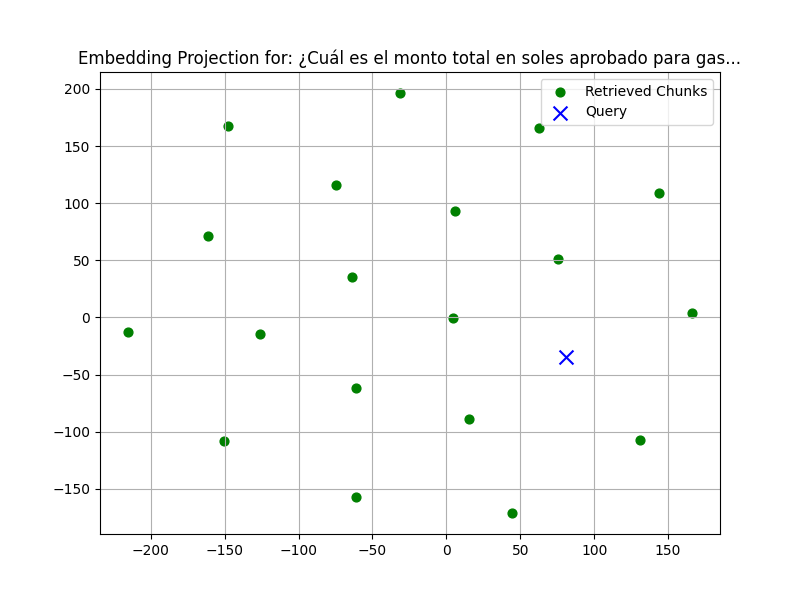 Embedding Projection for: ¿Cuál es el monto total en soles aprobado para gas...
Retrieved Chunks
Query
200
150
100
50
0
−50
−100
−150
−200 −150 −100 −50 0 50 100 150